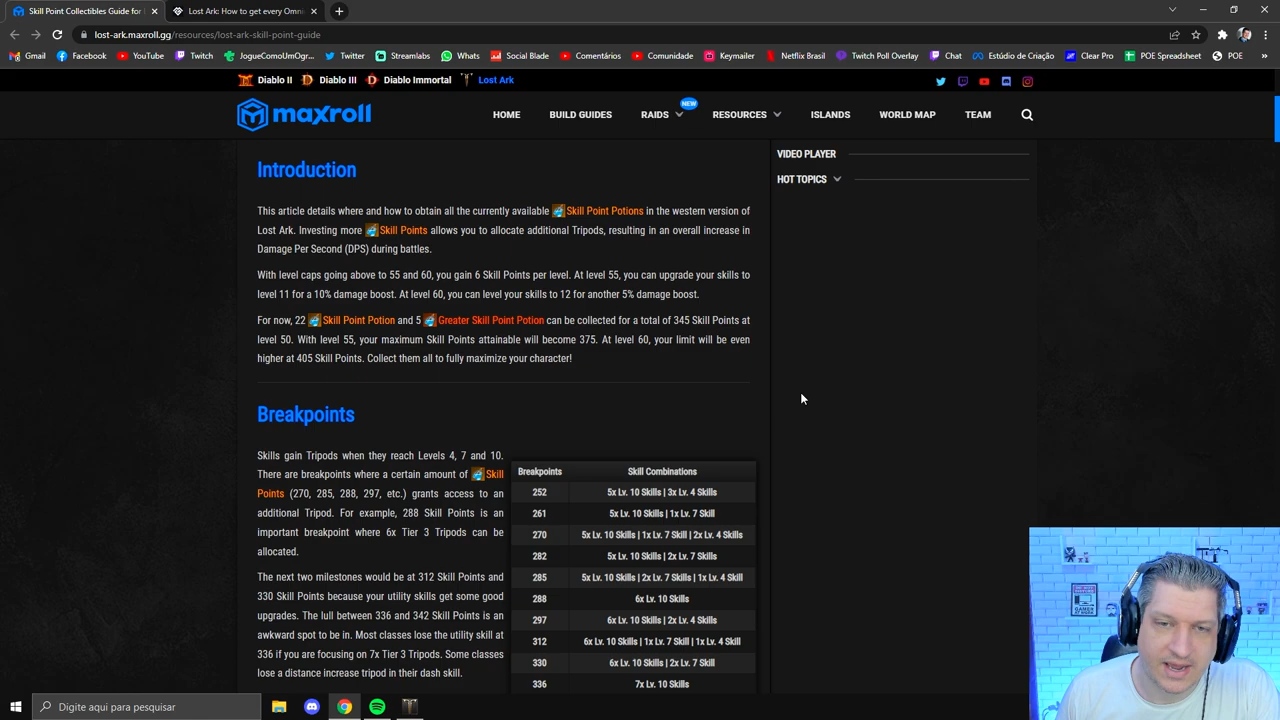 Skill Point Collectibles Guide for
Lost Ark: How to get every Omni
lost-ark.maxroll.gg/resources/lost-ark-skill-point-guide
Gmail Facebook YouTube Twitch JogueComoUmOgr... Twitter Streamlabs Whats Social Blade Comentários Comunidade Keymailer Netflix Brasil Twitch Poll Overlay Chat Estúdio de Criação Clear Pro POE Spreadsheet POE »
Diablo II Diablo III Diablo Immortal Lost Ark
maxroll HOME BUILD GUIDES RAIDS NEW RESOURCES ISLANDS WORLD MAP TEAM
VIDEO PLAYER
HOT TOPICS
Introduction
This article details where and how to obtain all the currently available Skill Point Potions in the western version of
Lost Ark. Investing more Skill Points allows you to allocate additional Tripods, resulting in an overall increase in
Damage Per Second (DPS) during battles.
With level caps going above to 55 and 60, you gain 6 Skill Points per level. At level 55, you can upgrade your skills to
level 11 for a 10% damage boost. At level 60, you can level your skills to 12 for another 5% damage boost.
For now, 22 Skill Point Potion and 5 Greater Skill Point Potion can be collected for a total of 345 Skill Points at
level 50. With level 55, your maximum Skill Points attainable will become 375. At level 60, your limit will be even
higher at 405 Skill Points. Collect them all to fully maximize your character!
Breakpoints
Skills gain Tripods when they reach Levels 4, 7 and 10.
There are breakpoints where a certain amount of Skill
Points (270, 285, 288, 297, etc.) grants access to an
additional Tripod. For example, 288 Skill Points is an
important breakpoint where 6x Tier 3 Tripods can be
allocated.
The next two milestones would be at 312 Skill Points and
330 Skill Points because your utility skills get some good
upgrades. The lull between 336 and 342 Skill Points is an
awkward spot to be in. Most classes lose the utility skill at
336 if you are focusing on 7x Tier 3 Tripods. Some classes
lose a distance increase tripod in their dash skill.
Breakpoints Skill Combinations
252 5x Lv. 10 Skills | 3x Lv. 4 Skills
261 5x Lv. 10 Skills | 1x Lv. 7 Skill
270 5x Lv. 10 Skills | 1x Lv. 7 Skill | 2x Lv. 4 Skills
282 5x Lv. 10 Skills | 2x Lv. 7 Skills
285 5x Lv. 10 Skills | 2x Lv. 7 Skills | 1x Lv. 4 Skill
288 6x Lv. 10 Skills
297 6x Lv. 10 Skills | 2x Lv. 4 Skills
312 6x Lv. 10 Skills | 1x Lv. 7 Skill | 1x Lv. 4 Skill
330 6x Lv. 10 Skills | 2x Lv. 7 Skill
336 7x Lv. 10 Skills
Digite aqui para pesquisar